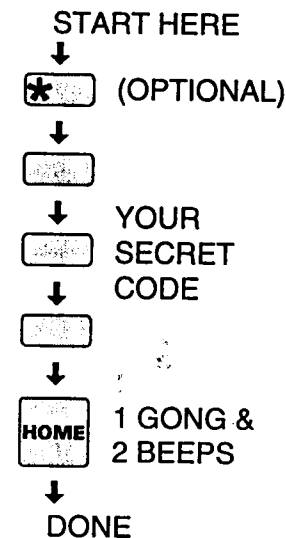 START HERE
* (OPTIONAL)
YOUR
SECRET
CODE
HOME
1 GONG &
2 BEEPS
DONE